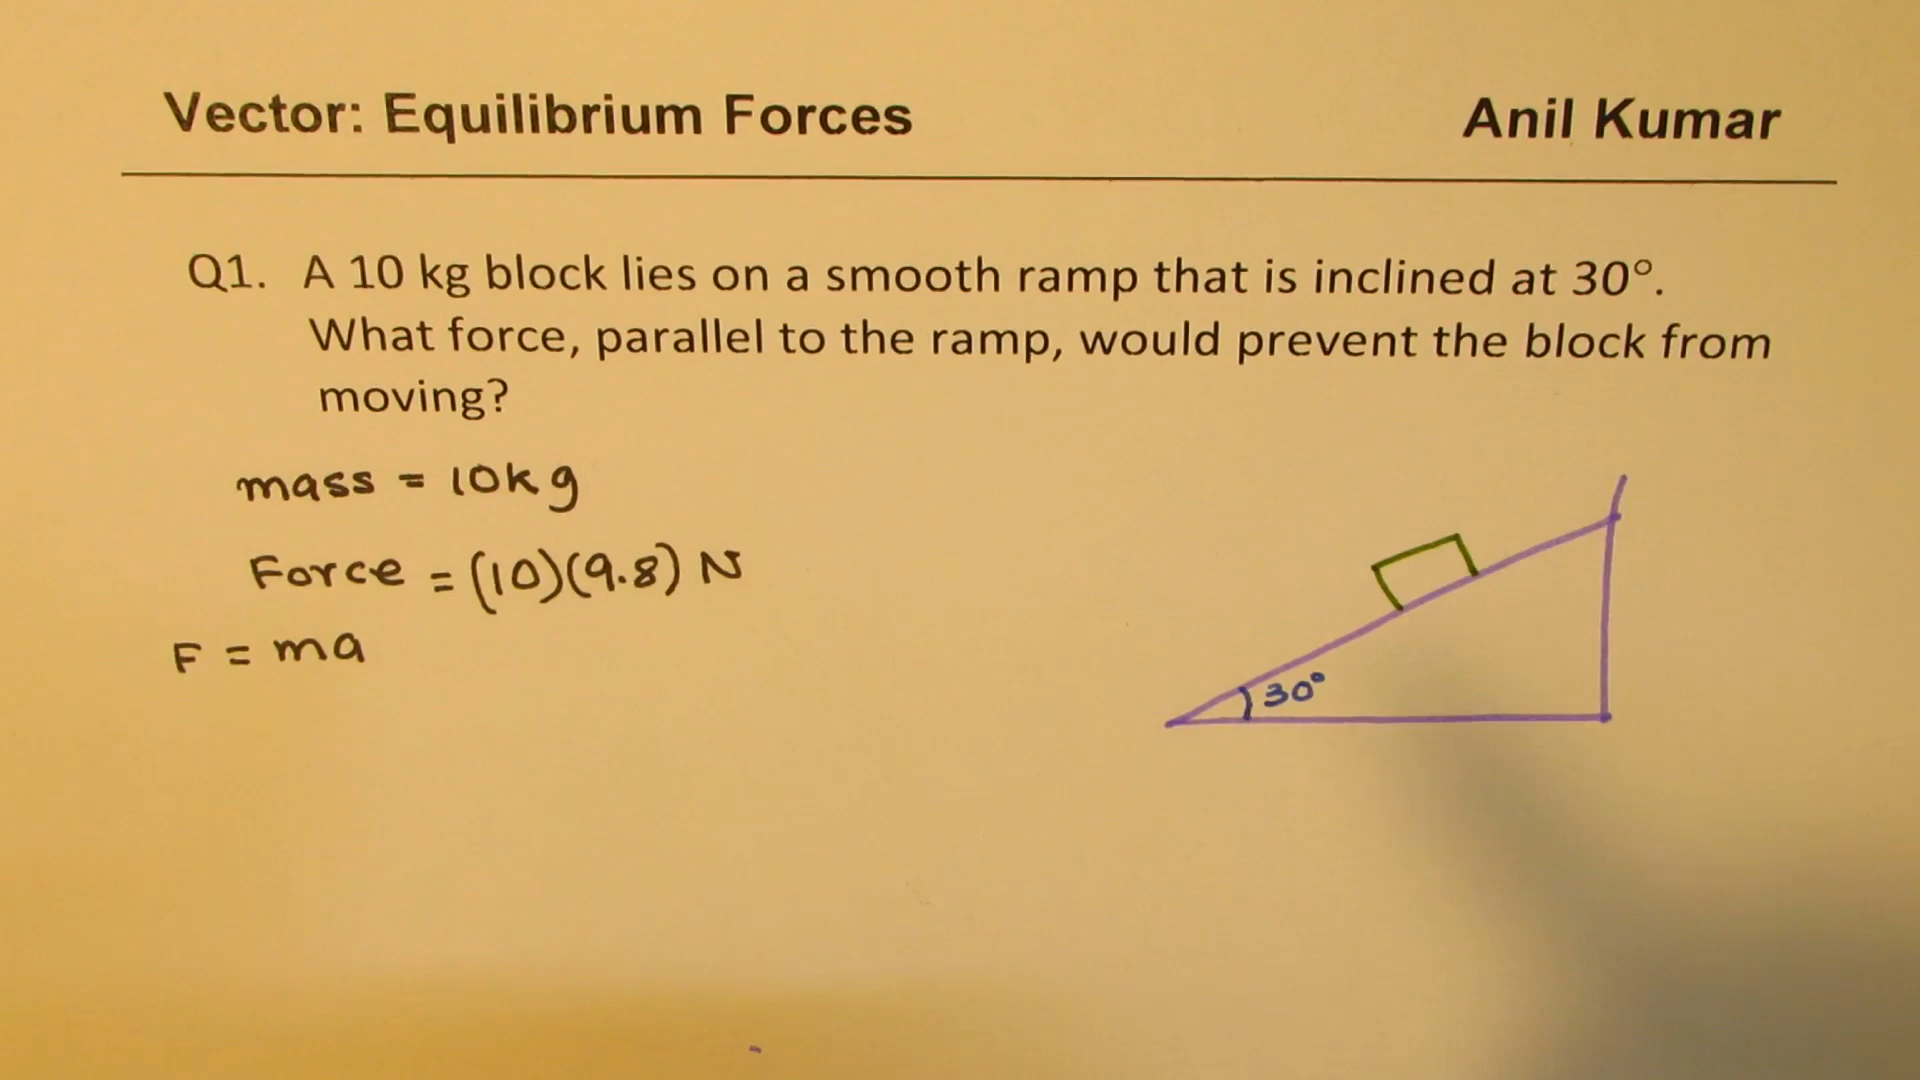 Vector: Equilibrium Forces
Anil Kumar
Q1. A 10 kg block lies on a smooth ramp that is inclined at 30°.
What force, parallel to the ramp, would prevent the block from
moving?
mass = 10kg
Force = (10)(9.8) N
F = ma
30°